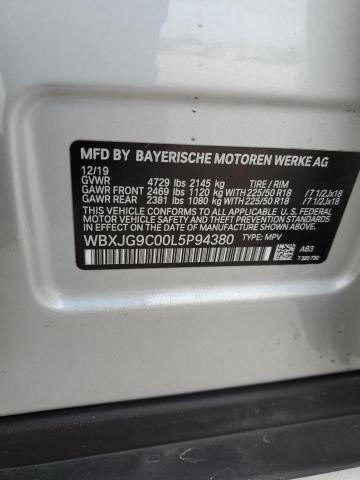 MFD BY BAYERISCHE MOTOREN WERKE AG
12/19
GVWR 4729 lbs 2145 kg TIRE / RIM
GAWR FRONT 2469 lbs 1120 kg WITH 225/50 R18 /7 1/2Jx18
GAWR REAR 2381 lbs 1080 kg WITH 225/50 R18 /7 1/2Jx18
THIS VEHICLE CONFORMS TO ALL APPLICABLE U.S. FEDERAL
MOTOR VEHICLE SAFETY, BUMPER, AND THEFT PREVENTION
STANDARDS IN EFFECT ON THE DATE OF MANUFACTURE SHOWN ABOVE.
WBXJG9C00L5P94380 TYPE: MPV
A83